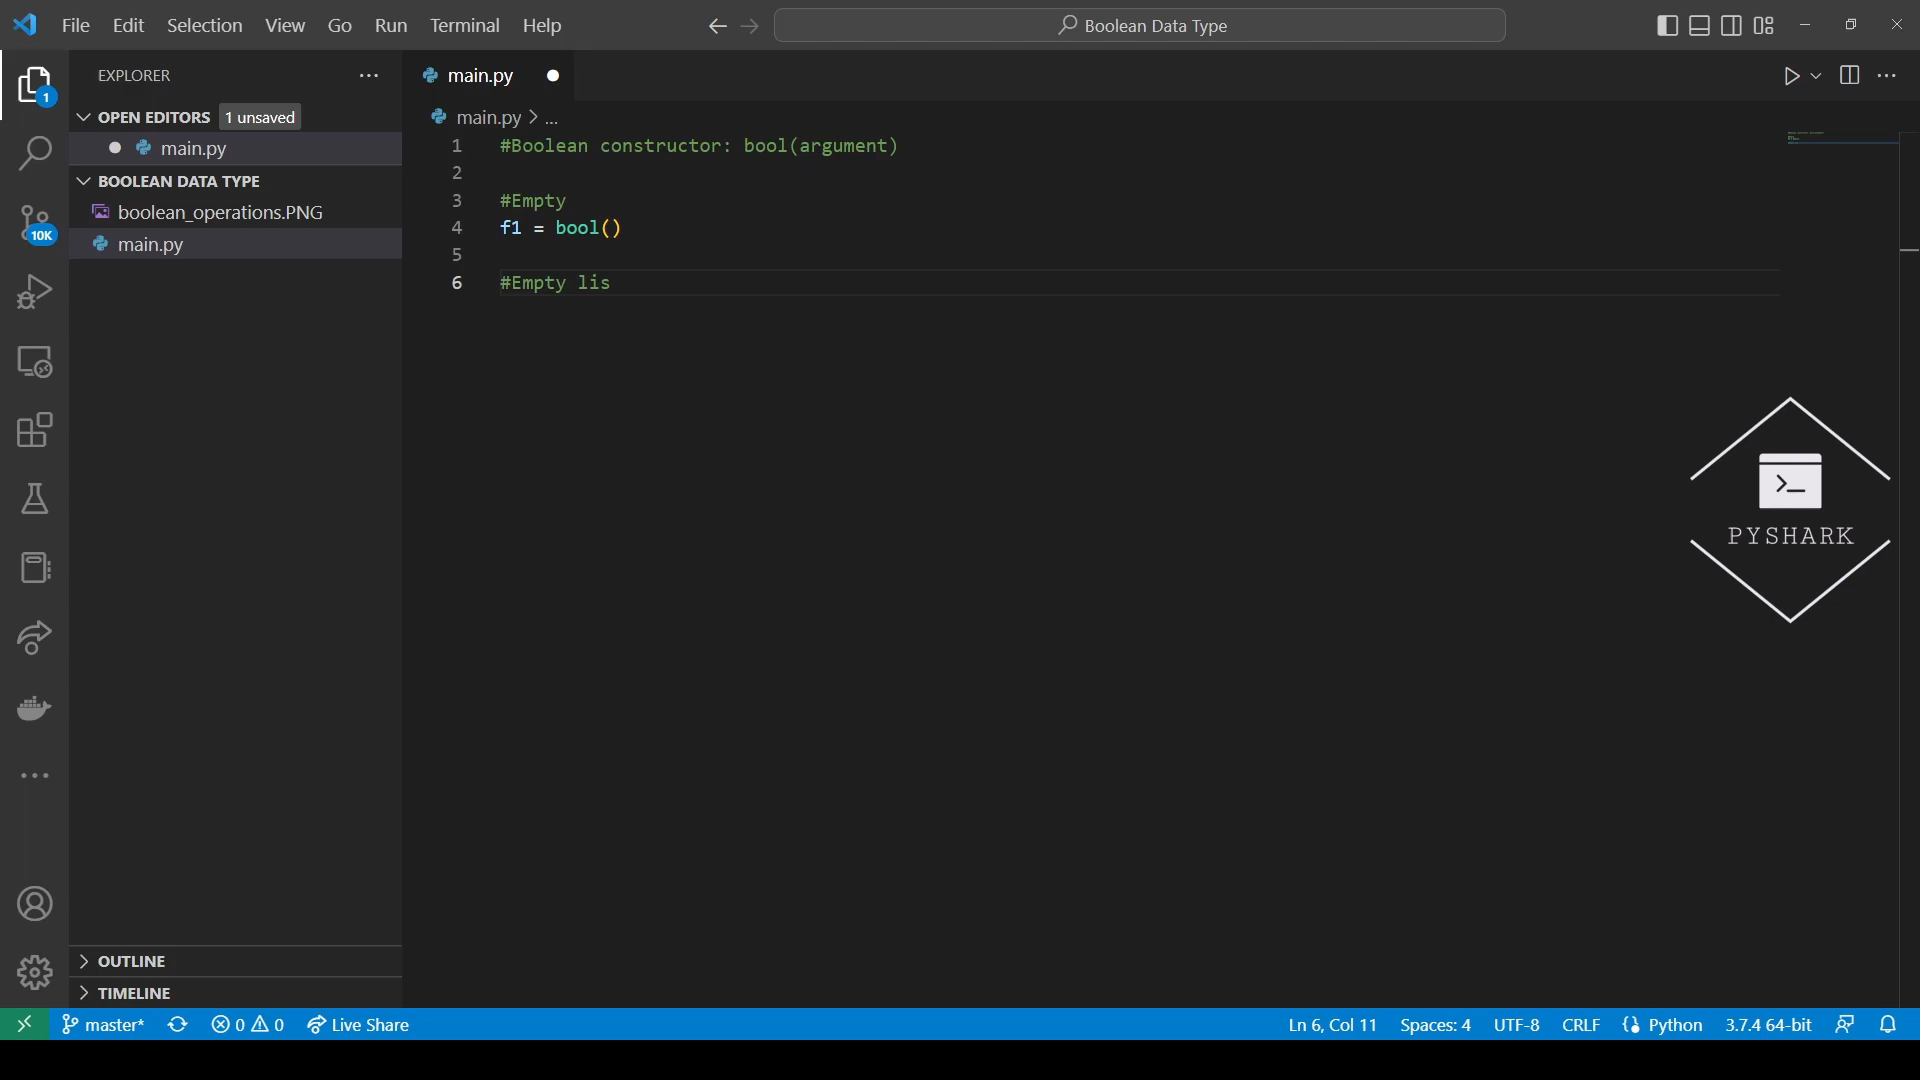 File Edit Selection View Go Run Terminal Help
Boolean Data Type
EXPLORER
main.py
1
OPEN EDITORS 1 unsaved
main.py > ...
main.py
1 #Boolean constructor: bool(argument)
2
BOOLEAN DATA TYPE
3 #Empty
boolean_operations.PNG
4 f1 = bool()
10K
main.py
5
6 #Empty lis
>_
PYSHARK
OUTLINE
TIMELINE
master* 0 0 Live Share
Ln 6, Col 11 Spaces: 4 UTF-8 CRLF Python 3.7.4 64-bit